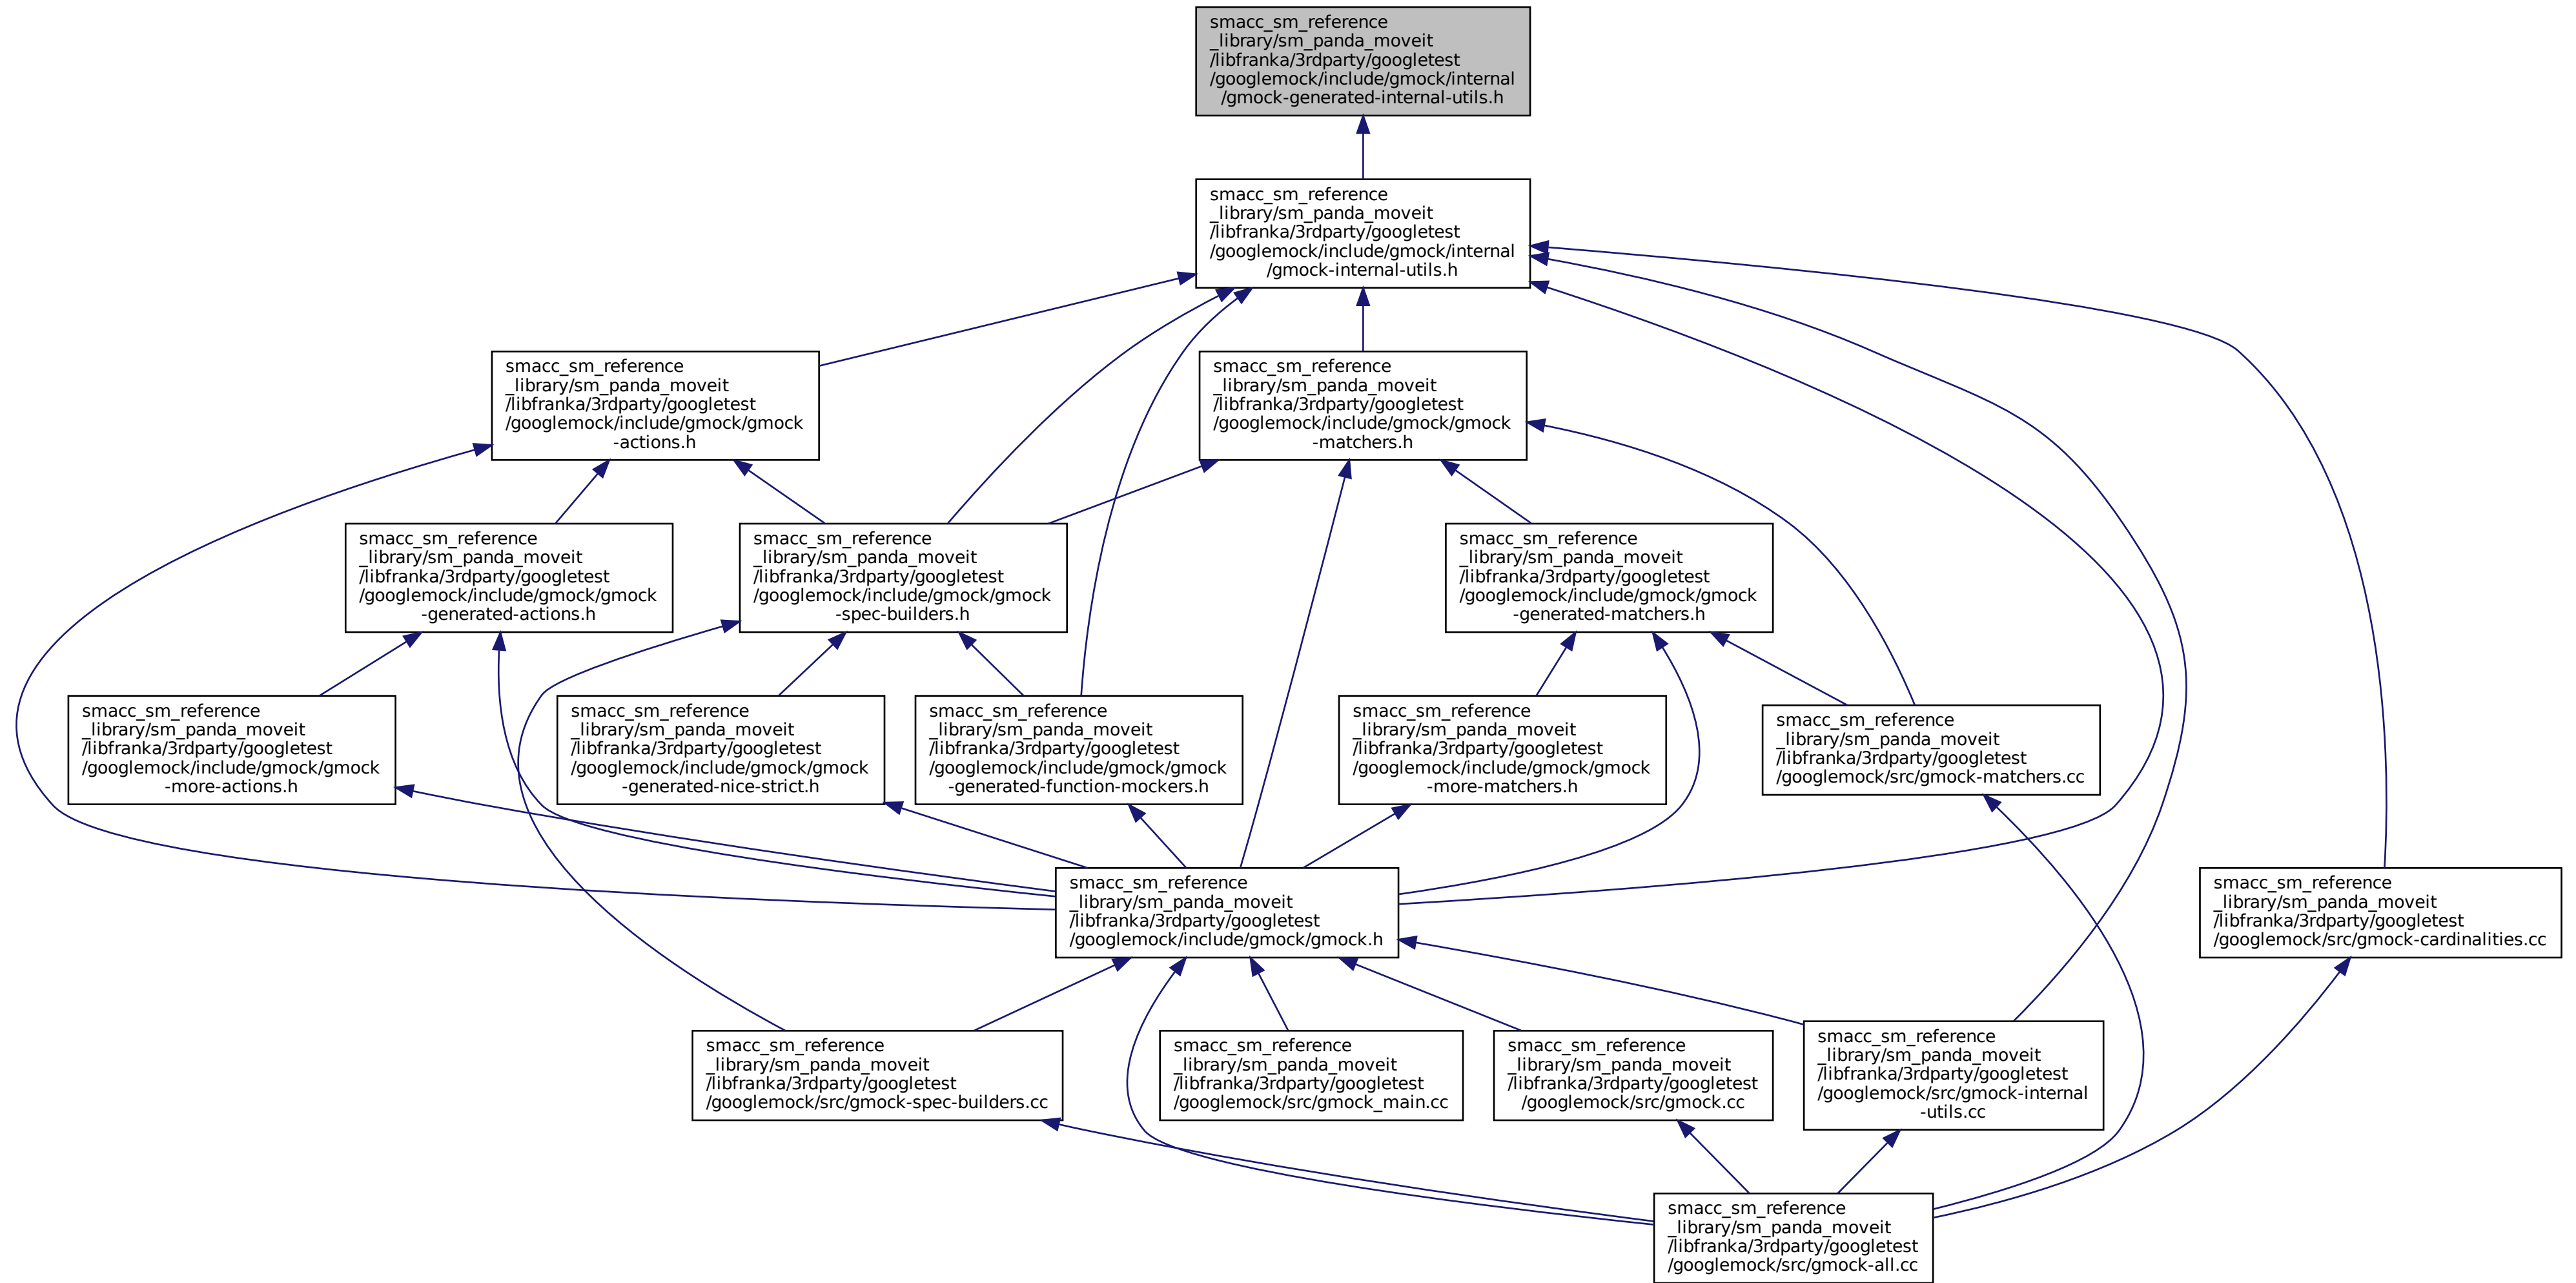 smacc_sm_reference
_library/sm_panda_moveit
/libfranka/3rdparty/googletest
/googlemock/include/gmock/internal
/gmock-generated-internal-utils.h
smacc_sm_reference
_library/sm_panda_moveit
/libfranka/3rdparty/googletest
/googlemock/include/gmock/internal
/gmock-internal-utils.h
smacc_sm_reference
_library/sm_panda_moveit
/libfranka/3rdparty/googletest
/googlemock/include/gmock/gmock
-actions.h
smacc_sm_reference
_library/sm_panda_moveit
/libfranka/3rdparty/googletest
/googlemock/include/gmock/gmock
-matchers.h
smacc_sm_reference
_library/sm_panda_moveit
/libfranka/3rdparty/googletest
/googlemock/include/gmock/gmock
-generated-actions.h
smacc_sm_reference
_library/sm_panda_moveit
/libfranka/3rdparty/googletest
/googlemock/include/gmock/gmock
-spec-builders.h
smacc_sm_reference
_library/sm_panda_moveit
/libfranka/3rdparty/googletest
/googlemock/include/gmock/gmock
-generated-matchers.h
smacc_sm_reference
_library/sm_panda_moveit
/libfranka/3rdparty/googletest
/googlemock/include/gmock/gmock
-more-actions.h
smacc_sm_reference
_library/sm_panda_moveit
/libfranka/3rdparty/googletest
/googlemock/include/gmock/gmock
-generated-nice-strict.h
smacc_sm_reference
_library/sm_panda_moveit
/libfranka/3rdparty/googletest
/googlemock/include/gmock/gmock
-generated-function-mockers.h
smacc_sm_reference
_library/sm_panda_moveit
/libfranka/3rdparty/googletest
/googlemock/include/gmock/gmock
-more-matchers.h
smacc_sm_reference
_library/sm_panda_moveit
/libfranka/3rdparty/googletest
/googlemock/src/gmock-matchers.cc
smacc_sm_reference
_library/sm_panda_moveit
/libfranka/3rdparty/googletest
/googlemock/include/gmock/gmock.h
smacc_sm_reference
_library/sm_panda_moveit
/libfranka/3rdparty/googletest
/googlemock/src/gmock-cardinalities.cc
smacc_sm_reference
_library/sm_panda_moveit
/libfranka/3rdparty/googletest
/googlemock/src/gmock-spec-builders.cc
smacc_sm_reference
_library/sm_panda_moveit
/libfranka/3rdparty/googletest
/googlemock/src/gmock_main.cc
smacc_sm_reference
_library/sm_panda_moveit
/libfranka/3rdparty/googletest
/googlemock/src/gmock.cc
smacc_sm_reference
_library/sm_panda_moveit
/libfranka/3rdparty/googletest
/googlemock/src/gmock-internal
-utils.cc
smacc_sm_reference
_library/sm_panda_moveit
/libfranka/3rdparty/googletest
/googlemock/src/gmock-all.cc